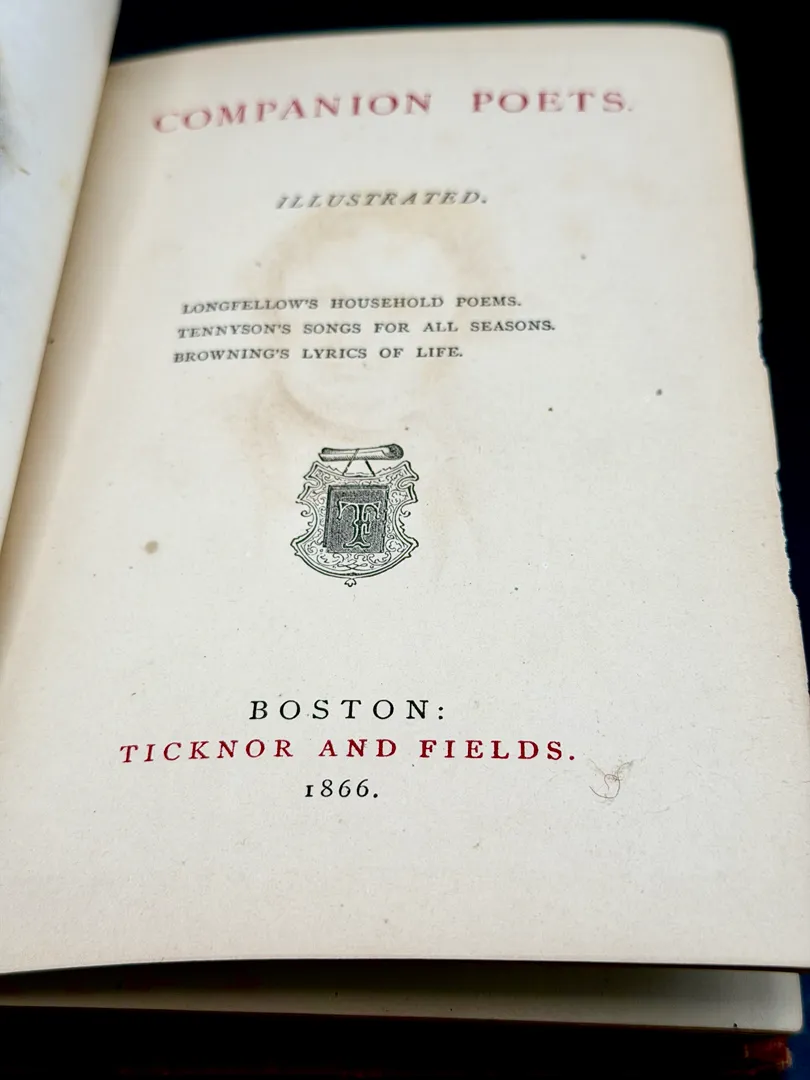 COMPANION POETS.
ILLUSTRATED.
LONGFELLOW'S HOUSEHOLD POEMS.
TENNYSON'S SONGS FOR ALL SEASONS.
BROWNING'S LYRICS OF LIFE.
TF
BOSTON:
TICKNOR AND FIELDS.
1866.